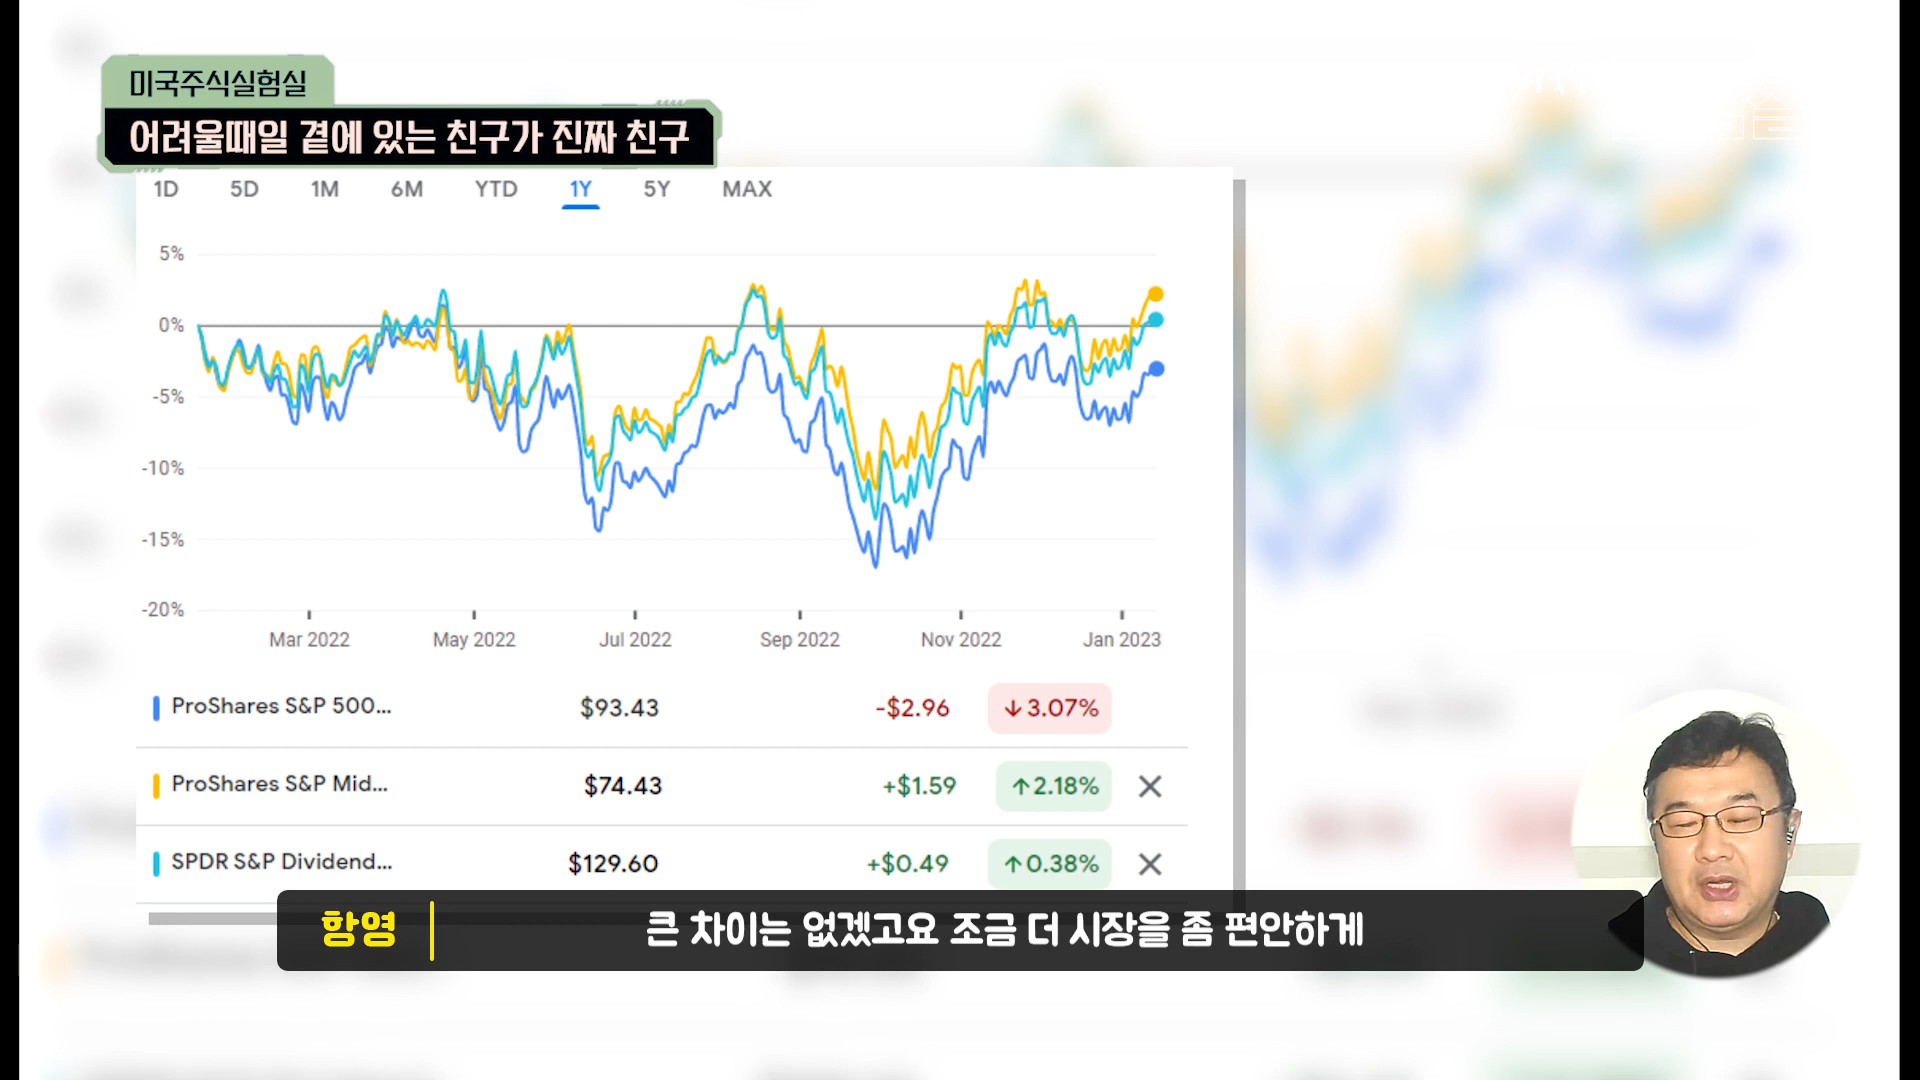 미국주식실험실
어려울때일 곁에 있는 친구가 진짜 친구
1D 5D 1M 6M YTD 1Y 5Y MAX
5%
0%
-5%
-10%
-15%
-20%
Mar 2022 May 2022 Jul 2022 Sep 2022 Nov 2022 Jan 2023
ProShares S&P 500... $93.43 -$2.96 ↓3.07%
ProShares S&P Mid... $74.43 +$1.59 ↑2.18%
SPDR S&P Dividend... $129.60 +$0.49 ↑0.38%
항영 큰 차이는 없겠고요 조금 더 시장을 좀 편안하게